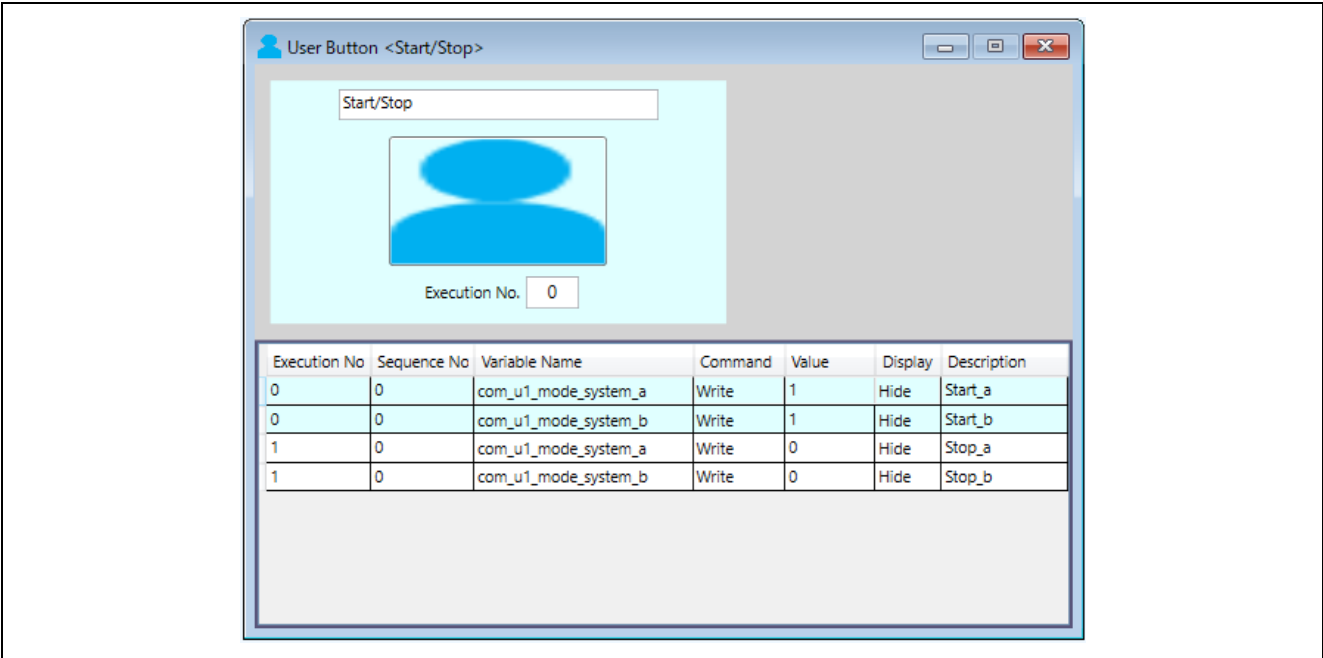 User Button <Start/Stop>
Start/Stop
Execution No. 0
Execution No Sequence No Variable Name Command Value Display Description
0 0 com_u1_mode_system_a Write 1 Hide Start_a
0 0 com_u1_mode_system_b Write 1 Hide Start_b
1 0 com_u1_mode_system_a Write 0 Hide Stop_a
1 0 com_u1_mode_system_b Write 0 Hide Stop_b